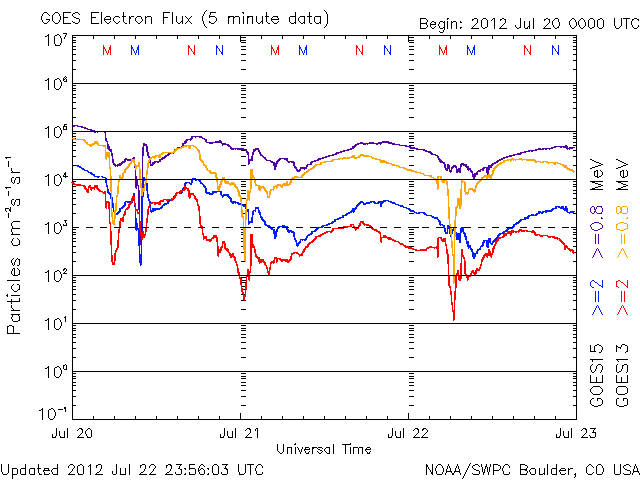 GOES Electron Flux (5 minute data)
Begin: 2012 Jul 20 0000 UTC
10⁷
M M N N M M N N M M N N
10⁶
10⁵
10⁴
10³
10²
10¹
10⁰
10⁻¹
Particles cm⁻²s⁻¹sr⁻¹
GOES15 >=2 >=0.8 MeV
GOES13 >=2 >=0.8 MeV
Jul 20 Jul 21 Jul 22 Jul 23
Universal Time
Updated 2012 Jul 22 23:56:03 UTC
NOAA/SWPC Boulder, CO USA